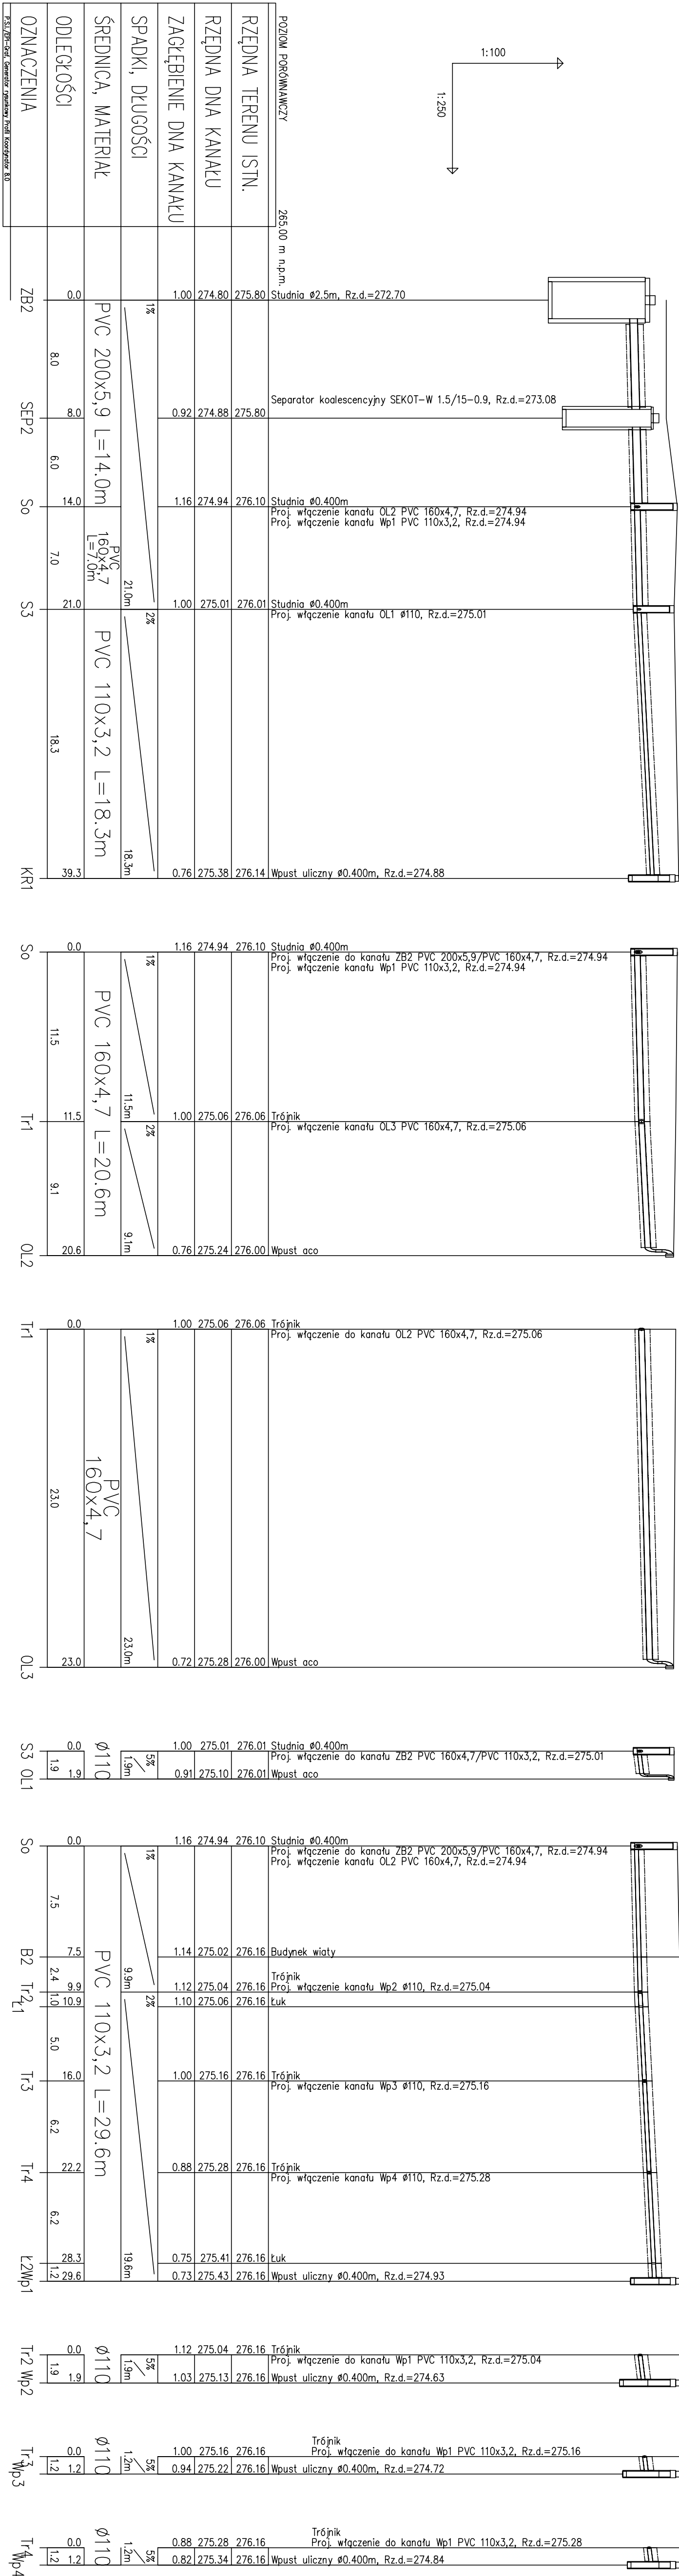 1:100
1:250
POZIOM PORÓWNAWCZY 265.00 m n.p.m.
RZĘDNA TERENU ISTN.
RZĘDNA DNA KANAŁU
ZAGŁĘBIENIE DNA KANAŁU
SPADKI, DŁUGOŚCI
ŚREDNICA, MATERIAŁ
ODLEGŁOŚCI
OZNACZENIA
ZB2 0.0 1.00 274.80 275.80 Studnia ø2.5m, Rz.d.=272.70
1%
PVC 200x5,9 L=14.0m
8.0
Separator koalescencyjny SEKOT-W 1.5/15-0.9, Rz.d.=273.08
SEP2 8.0 0.92 274.88 275.80
6.0
So 14.0 1.16 274.94 276.10 Studnia ø0.400m
Proj. włączenie kanału OL2 PVC 160x4,7, Rz.d.=274.94
Proj. włączenie kanału Wp1 PVC 110x3,2, Rz.d.=274.94
PVC
160x4,7
L=7.0m
7.0
21.0m
S3 21.0 1.00 275.01 276.01 Studnia ø0.400m
Proj. włączenie kanału OL1 ø110, Rz.d.=275.01
2%
PVC 110x3,2 L=18.3m
18.3
18.3m
KR1 39.3 0.76 275.38 276.14 Wpust uliczny ø0.400m, Rz.d.=274.88
So 0.0 1.16 274.94 276.10 Studnia ø0.400m
Proj. włączenie do kanału ZB2 PVC 200x5,9/PVC 160x4,7, Rz.d.=274.94
Proj. włączenie kanału Wp1 PVC 110x3,2, Rz.d.=274.94
1%
PVC 160x4,7 L=20.6m
11.5
11.5m
Tr1 11.5 1.00 275.06 276.06 Trójnik
Proj. włączenie kanału OL3 PVC 160x4,7, Rz.d.=275.06
2%
9.1
9.1m
OL2 20.6 0.76 275.24 276.00 Wpust aco
Tr1 0.0 1.00 275.06 276.06 Trójnik
Proj. włączenie do kanału OL2 PVC 160x4,7, Rz.d.=275.06
1%
PVC
160x4,7
23.0
23.0m
OL3 23.0 0.72 275.28 276.00 Wpust aco
S3 0.0 1.00 275.01 276.01 Studnia ø0.400m
Proj. włączenie do kanału ZB2 PVC 160x4,7/PVC 110x3,2, Rz.d.=275.01
5%
1.9m
ø110
1.9
OL1 1.9 0.91 275.10 276.01 Wpust aco
So 0.0 1.16 274.94 276.10 Studnia ø0.400m
Proj. włączenie do kanału ZB2 PVC 200x5,9/PVC 160x4,7, Rz.d.=274.94
Proj. włączenie kanału OL2 PVC 160x4,7, Rz.d.=274.94
1%
PVC 110x3,2 L=29.6m
7.5
B2 7.5 1.14 275.02 276.16 Budynek wiaty
2.4
9.9m
Trójnik
Tr2 9.9 1.12 275.04 276.16 Proj. włączenie kanału Wp2 ø110, Rz.d.=275.04
2%
1.0
Ł1 10.9 1.10 275.06 276.16 Łuk
5.0
Tr3 16.0 1.00 275.16 276.16 Trójnik
Proj. włączenie kanału Wp3 ø110, Rz.d.=275.16
6.2
Tr4 22.2 0.88 275.28 276.16 Trójnik
Proj. włączenie kanału Wp4 ø110, Rz.d.=275.28
6.2
Ł2 28.3 0.75 275.41 276.16 Łuk
1.2
19.6m
Wp1 29.6 0.73 275.43 276.16 Wpust uliczny ø0.400m, Rz.d.=274.93
Tr2 0.0 1.12 275.04 276.16 Trójnik
Proj. włączenie do kanału Wp1 PVC 110x3,2, Rz.d.=275.04
5%
1.9m
ø110
1.9
Wp2 1.9 1.03 275.13 276.16 Wpust uliczny ø0.400m, Rz.d.=274.63
Trójnik
Tr3 0.0 1.00 275.16 276.16 Proj. włączenie do kanału Wp1 PVC 110x3,2, Rz.d.=275.16
5%
1.2m
ø110
1.2
Wp3 1.2 0.94 275.22 276.16 Wpust uliczny ø0.400m, Rz.d.=274.72
Trójnik
Tr4 0.0 0.88 275.28 276.16 Proj. włączenie do kanału Wp1 PVC 110x3,2, Rz.d.=275.28
5%
1.2m
ø110
1.2
Wp4 1.2 0.82 275.34 276.16 Wpust uliczny ø0.400m, Rz.d.=274.84